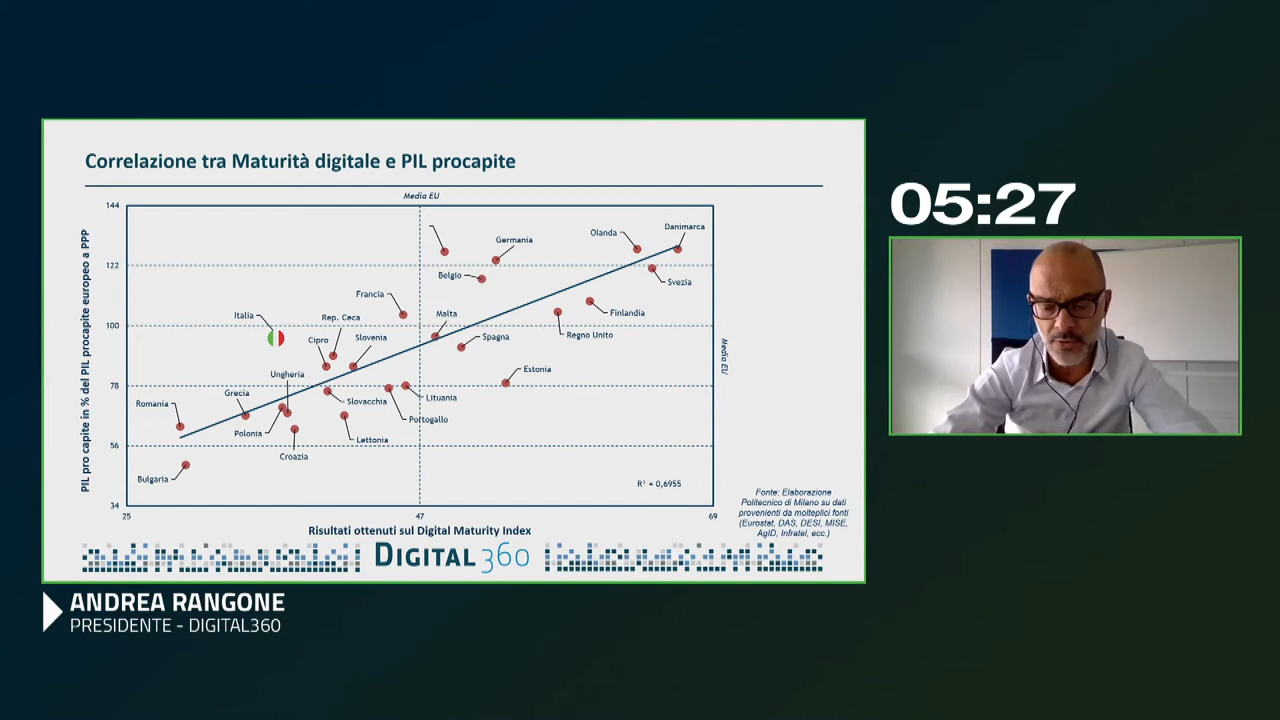 Correlazione tra Maturità digitale e PIL procapite
Media EU
144
122
100
78
56
34
25
47
69
PIL pro capite in % del PIL procapite europeo a PPP
Germania
Olanda
Danimarca
Belgio
Svezia
Francia
Finlandia
Italia
Rep. Ceca
Malta
Cipro
Slovenia
Spagna
Regno Unito
Media EU
Ungheria
Estonia
Grecia
Slovacchia
Lituania
Romania
Portogallo
Polonia
Lettonia
Croazia
Bulgaria
R² = 0,6955
Risultati ottenuti sul Digital Maturity Index
Fonte: Elaborazione
Politecnico di Milano su dati
provenienti da molteplici fonti
(Eurostat, DAS, DESI, MISE,
AgID, Infratel, ecc.)
DIGITAL360
05:27
ANDREA RANGONE
PRESIDENTE - DIGITAL360